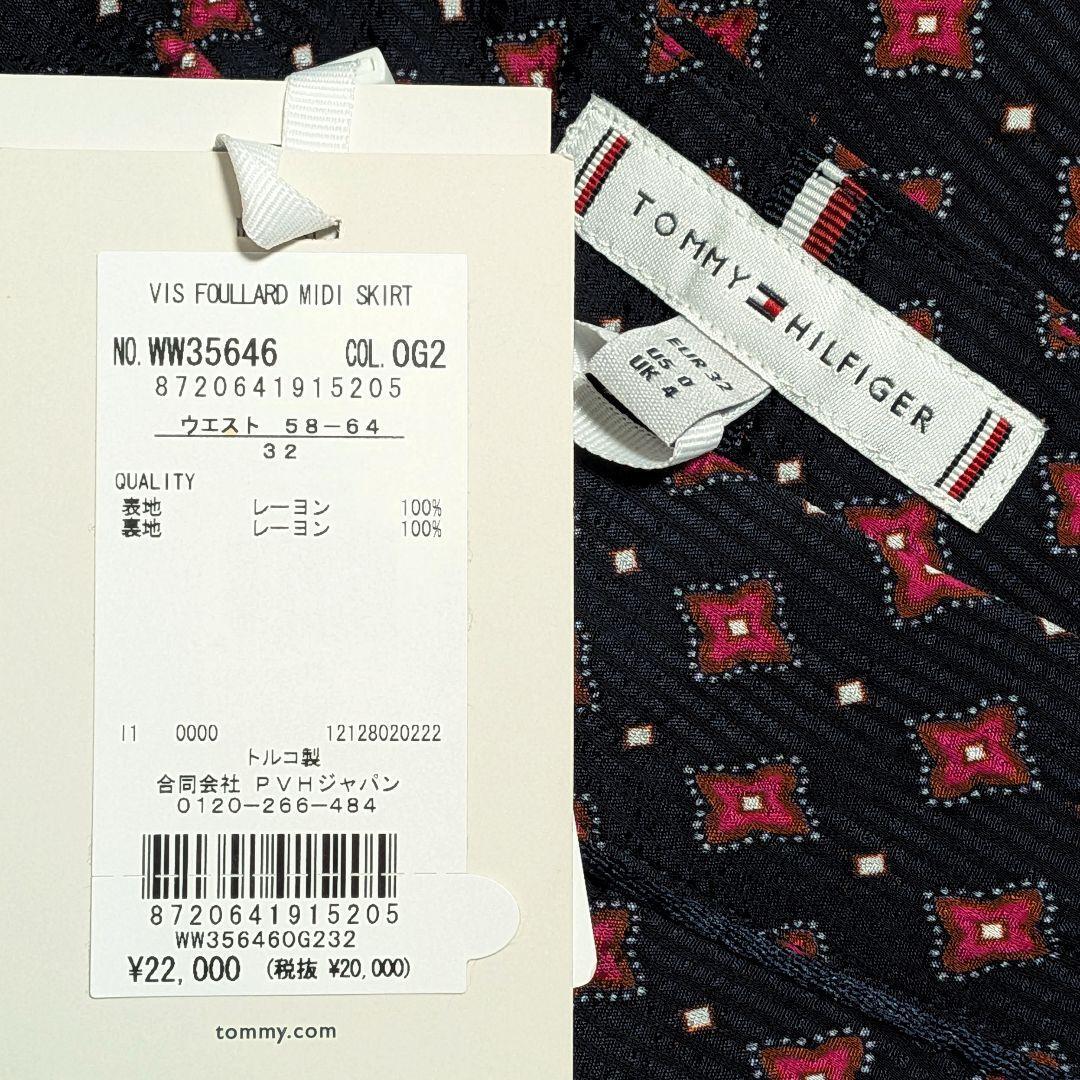 VIS FOULLARD MIDI SKIRT
NO. WW35646 COL. 0G2
8720641915205
ウエスト 58-64
32
QUALITY
表地 レーヨン 100%
裏地 レーヨン 100%
I1 0000 12128020222
トルコ製
合同会社 PVHジャパン
0120-266-484
8720641915205
WW356460G232
¥22,000 (税抜 ¥20,000)
tommy.com
TOMMY HILFIGER
EUR 32
US 0
UK 4